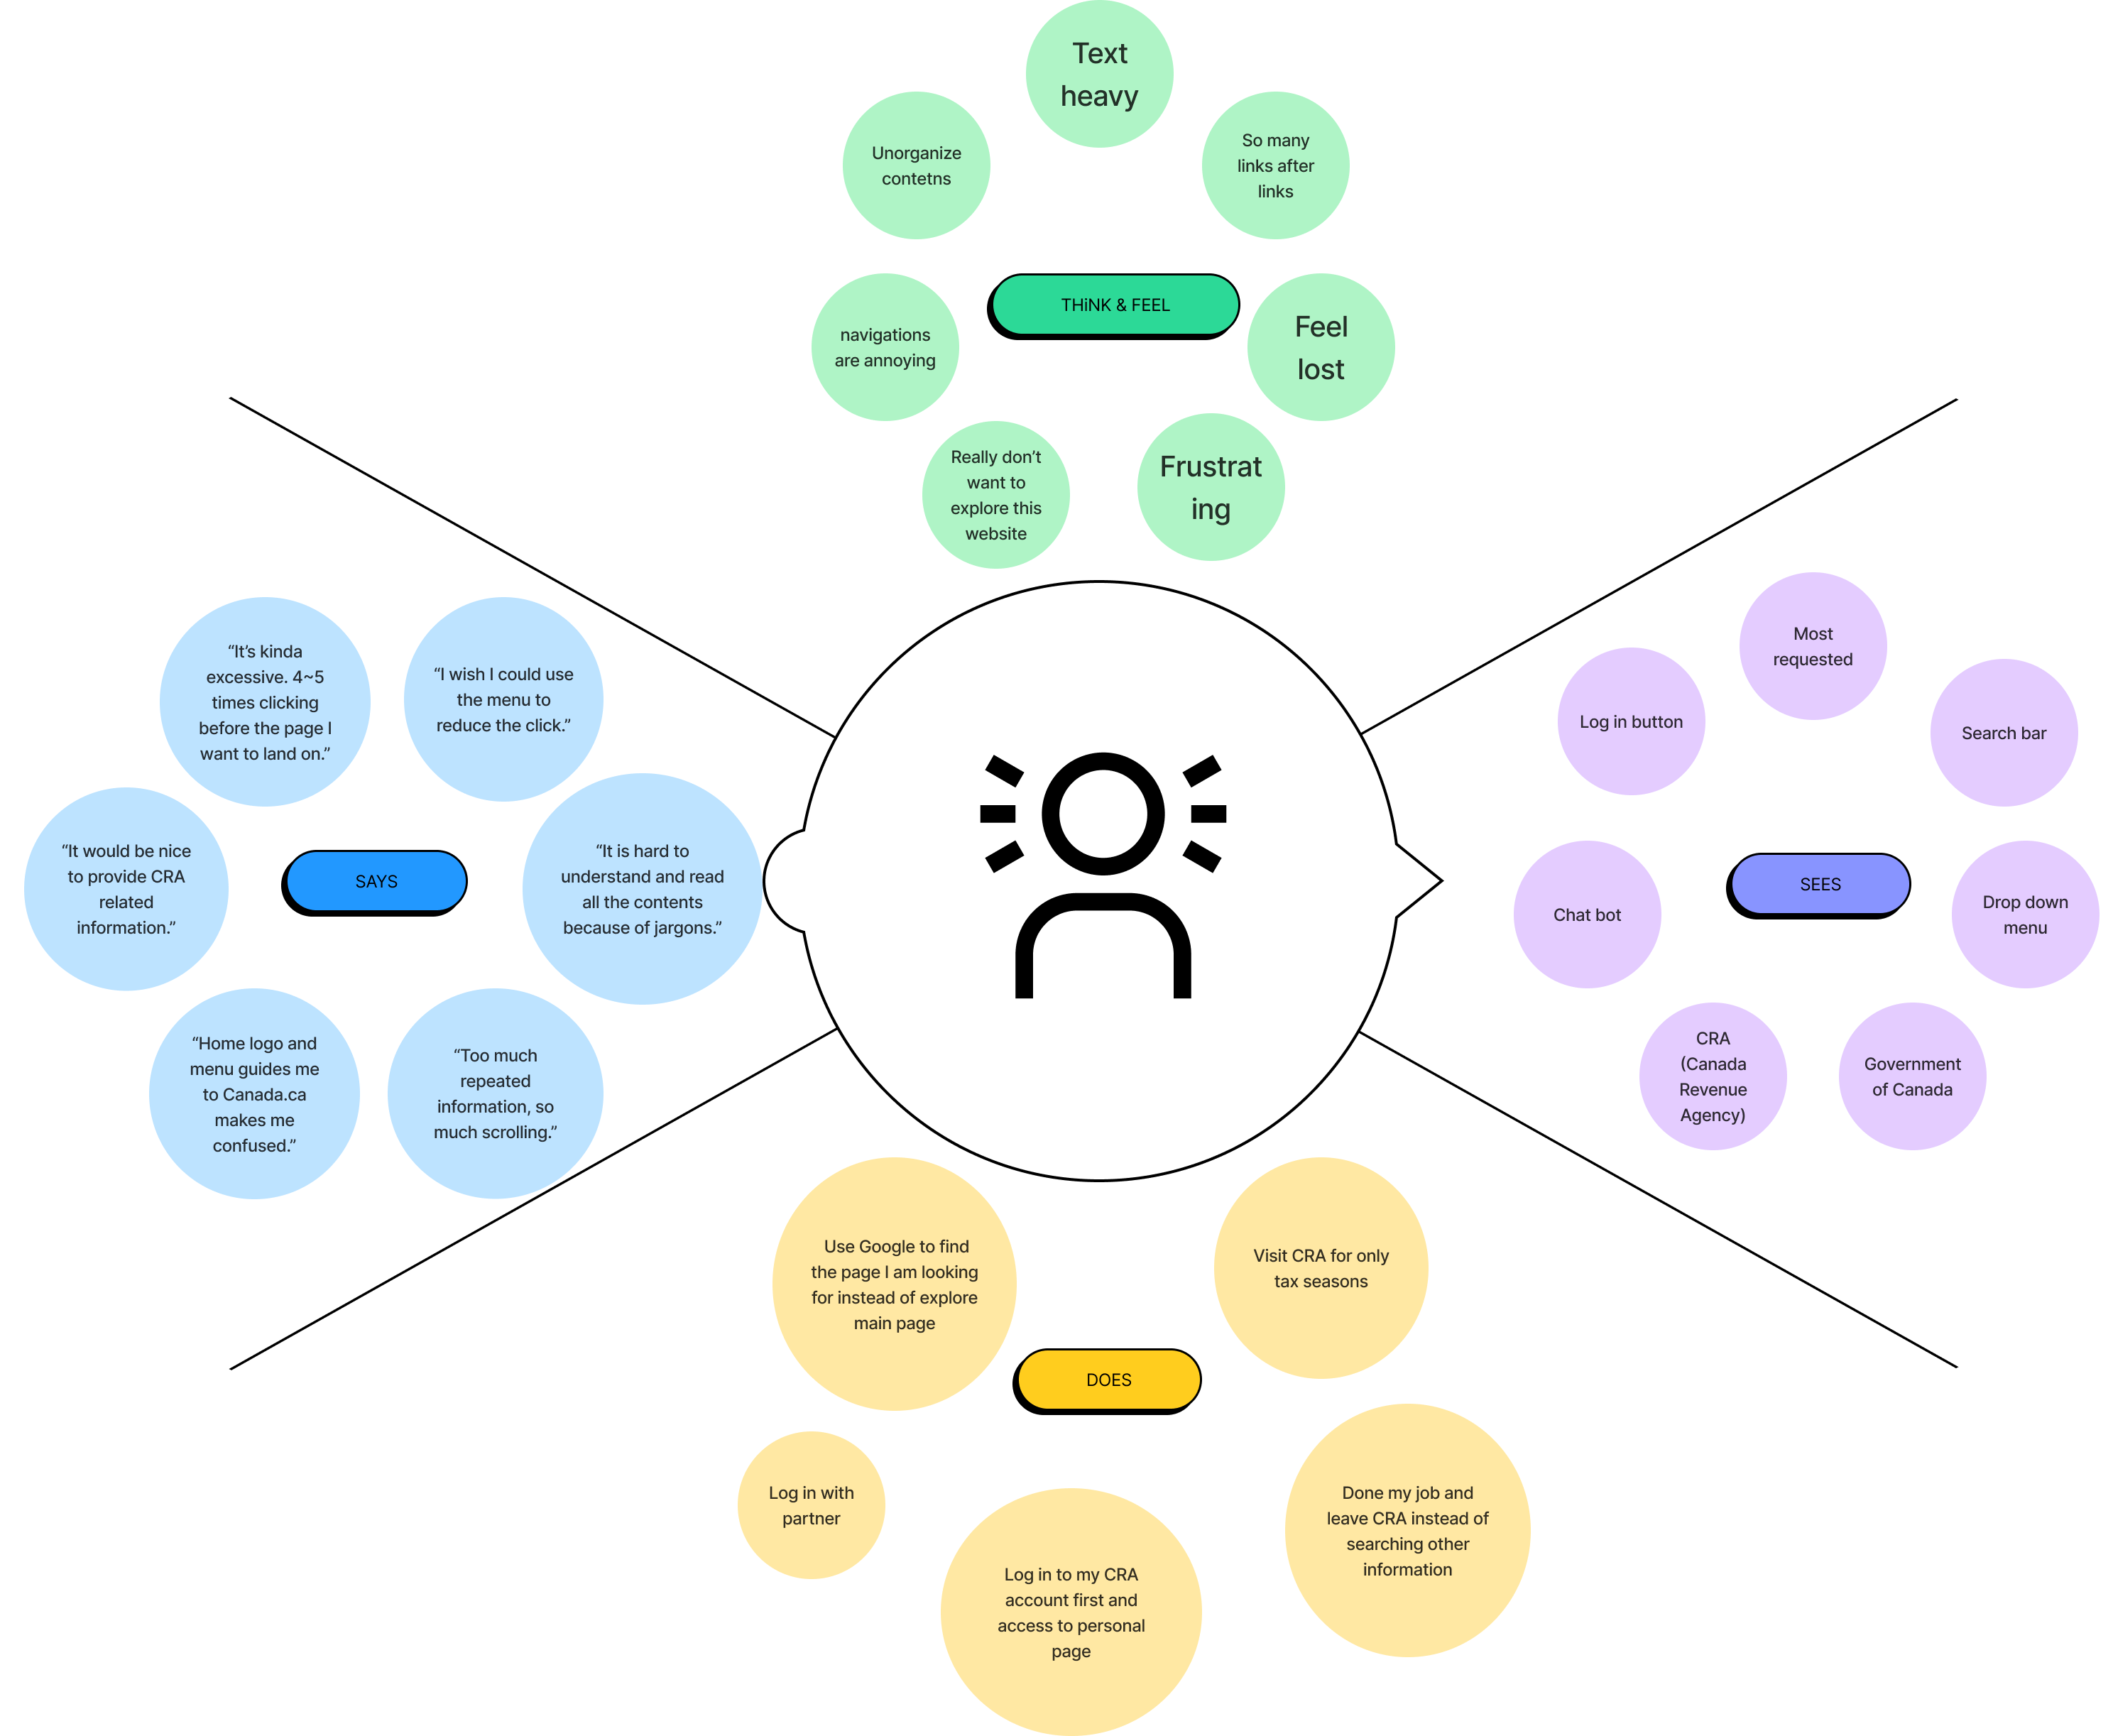 Text
heavy
Unorganize
contetns
So many
links after
links
THiNK & FEEL
navigations
are annoying
Feel
lost
Really don’t
want to
explore this
website
Frustrat
ing
“It’s kinda
excessive. 4~5
times clicking
before the page I
want to land on.”
“I wish I could use
the menu to
reduce the click.”
“It would be nice
to provide CRA
related
information.”
SAYS
“It is hard to
understand and read
all the contents
because of jargons.”
“Home logo and
menu guides me
to Canada.ca
makes me
confused.”
“Too much
repeated
information, so
much scrolling.”
Most
requested
Log in button
Search bar
Chat bot
SEES
Drop down
menu
CRA
(Canada
Revenue
Agency)
Government
of Canada
Use Google to find
the page I am looking
for instead of explore
main page
Visit CRA for only
tax seasons
DOES
Log in with
partner
Log in to my CRA
account first and
access to personal
page
Done my job and
leave CRA instead of
searching other
information